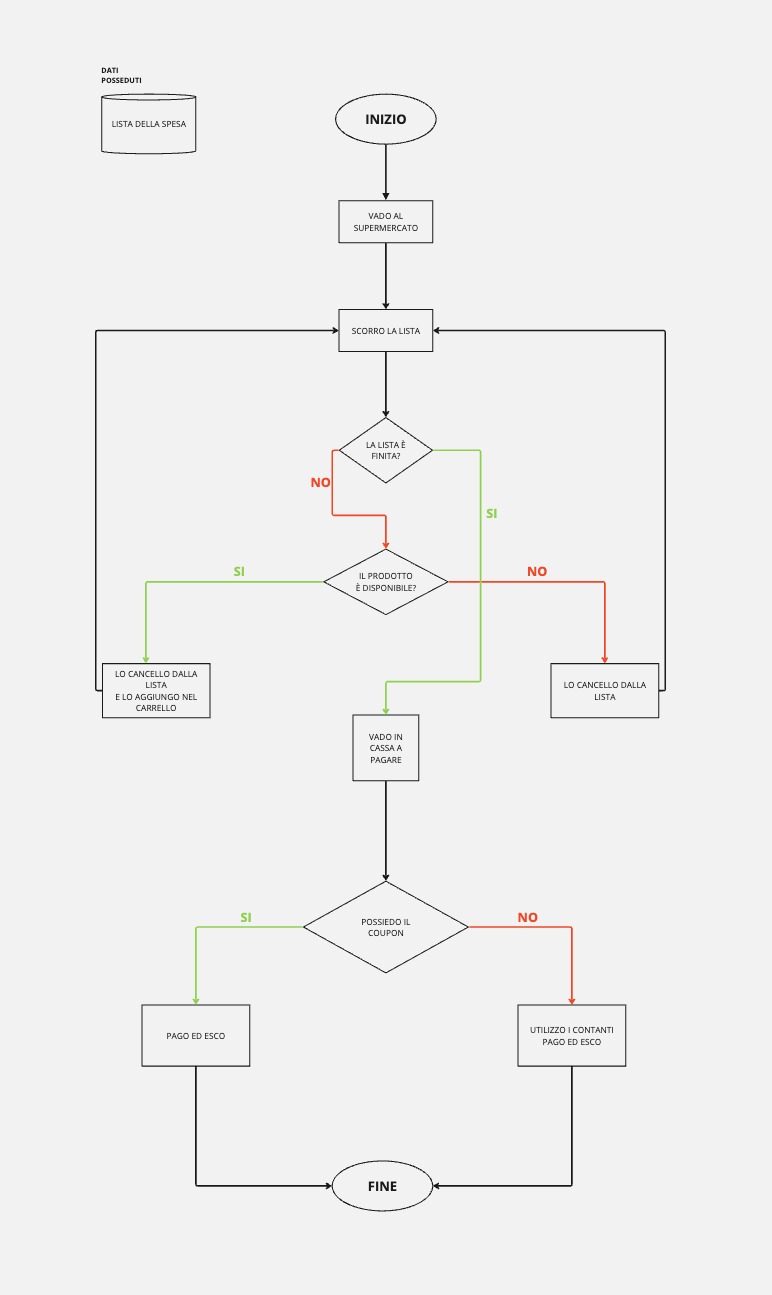 DATI
POSSEDUTI
LISTA DELLA SPESA
INIZIO
VADO AL
SUPERMERCATO
SCORRO LA LISTA
LA LISTA È
FINITA?
NO
SI
IL PRODOTTO
È DISPONIBILE?
SI
NO
LO CANCELLO DALLA
LISTA
E LO AGGIUNGO NEL
CARRELLO
LO CANCELLO DALLA
LISTA
VADO IN
CASSA A
PAGARE
POSSIEDO IL
COUPON
SI
NO
PAGO ED ESCO
UTILIZZO I CONTANTI
PAGO ED ESCO
FINE